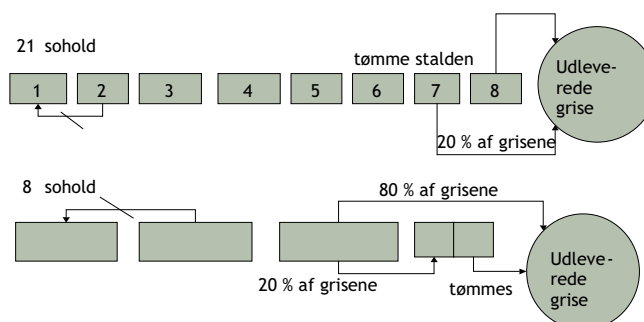 21 sohold
tømme stalden
1 2 3 4 5 6 7 8
Udleve-
rede
grise
20 % af grisene
8 sohold
80 % af grisene
20 % af grisene
tømmes
Udleve-
rede
grise